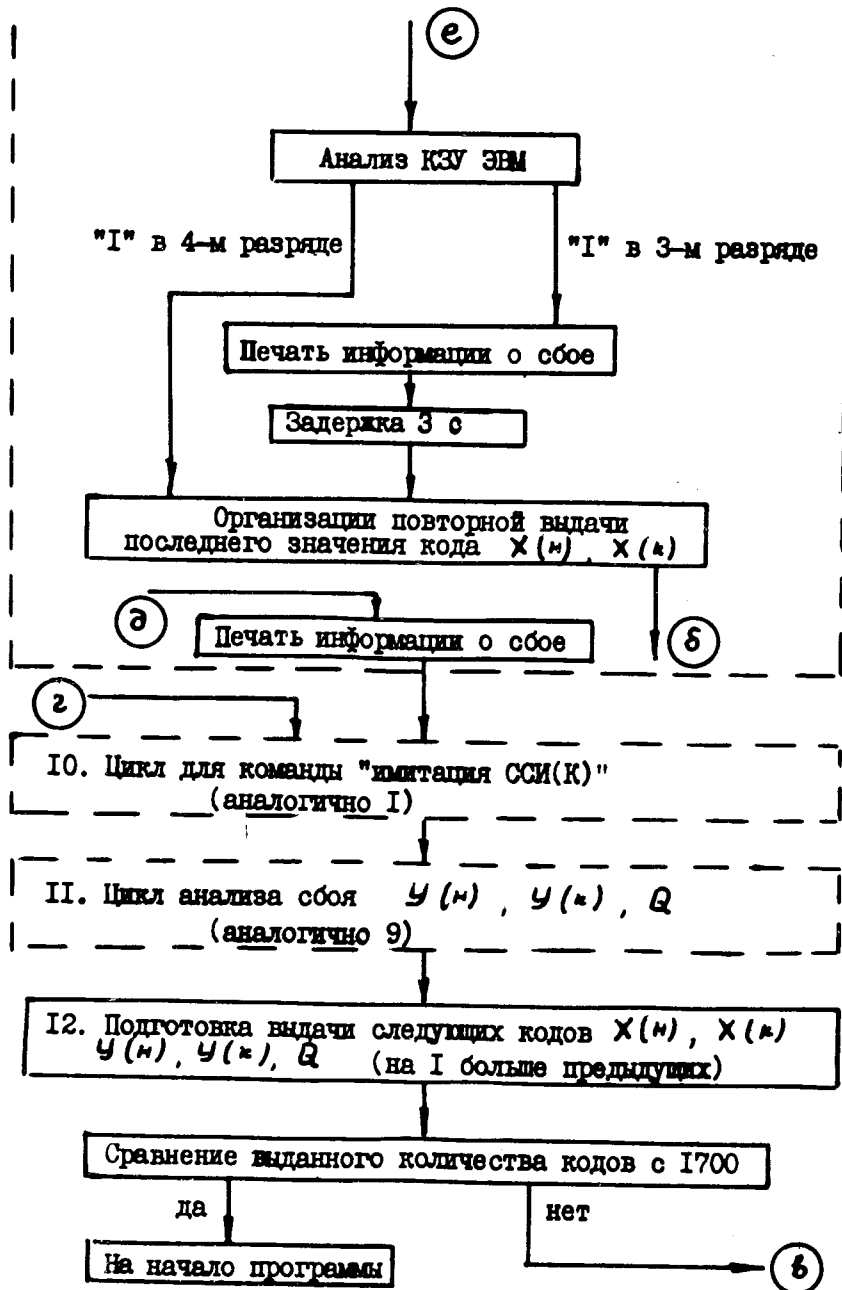 е
Анализ КЗУ ЭВМ
"I" в 4-м разряде
"I" в 3-м разряде
Печать информации о сбое
Задержка 3 с
Организации повторной выдачи
последнего значения кода X(н), X(к)
д
Печать информации о сбое
б
г
I0. Цикл для команды "имитация ССИ(К)"
(аналогично I)
II. Цикл анализа сбоя У(н), У(к), Q
(аналогично 9)
I2. Подготовка выдачи следующих кодов X(н), X(к)
У(н), У(к), Q (на I больше предыдущих)
Сравнение выданного количества кодов с I700
да
нет
На начало программы
в